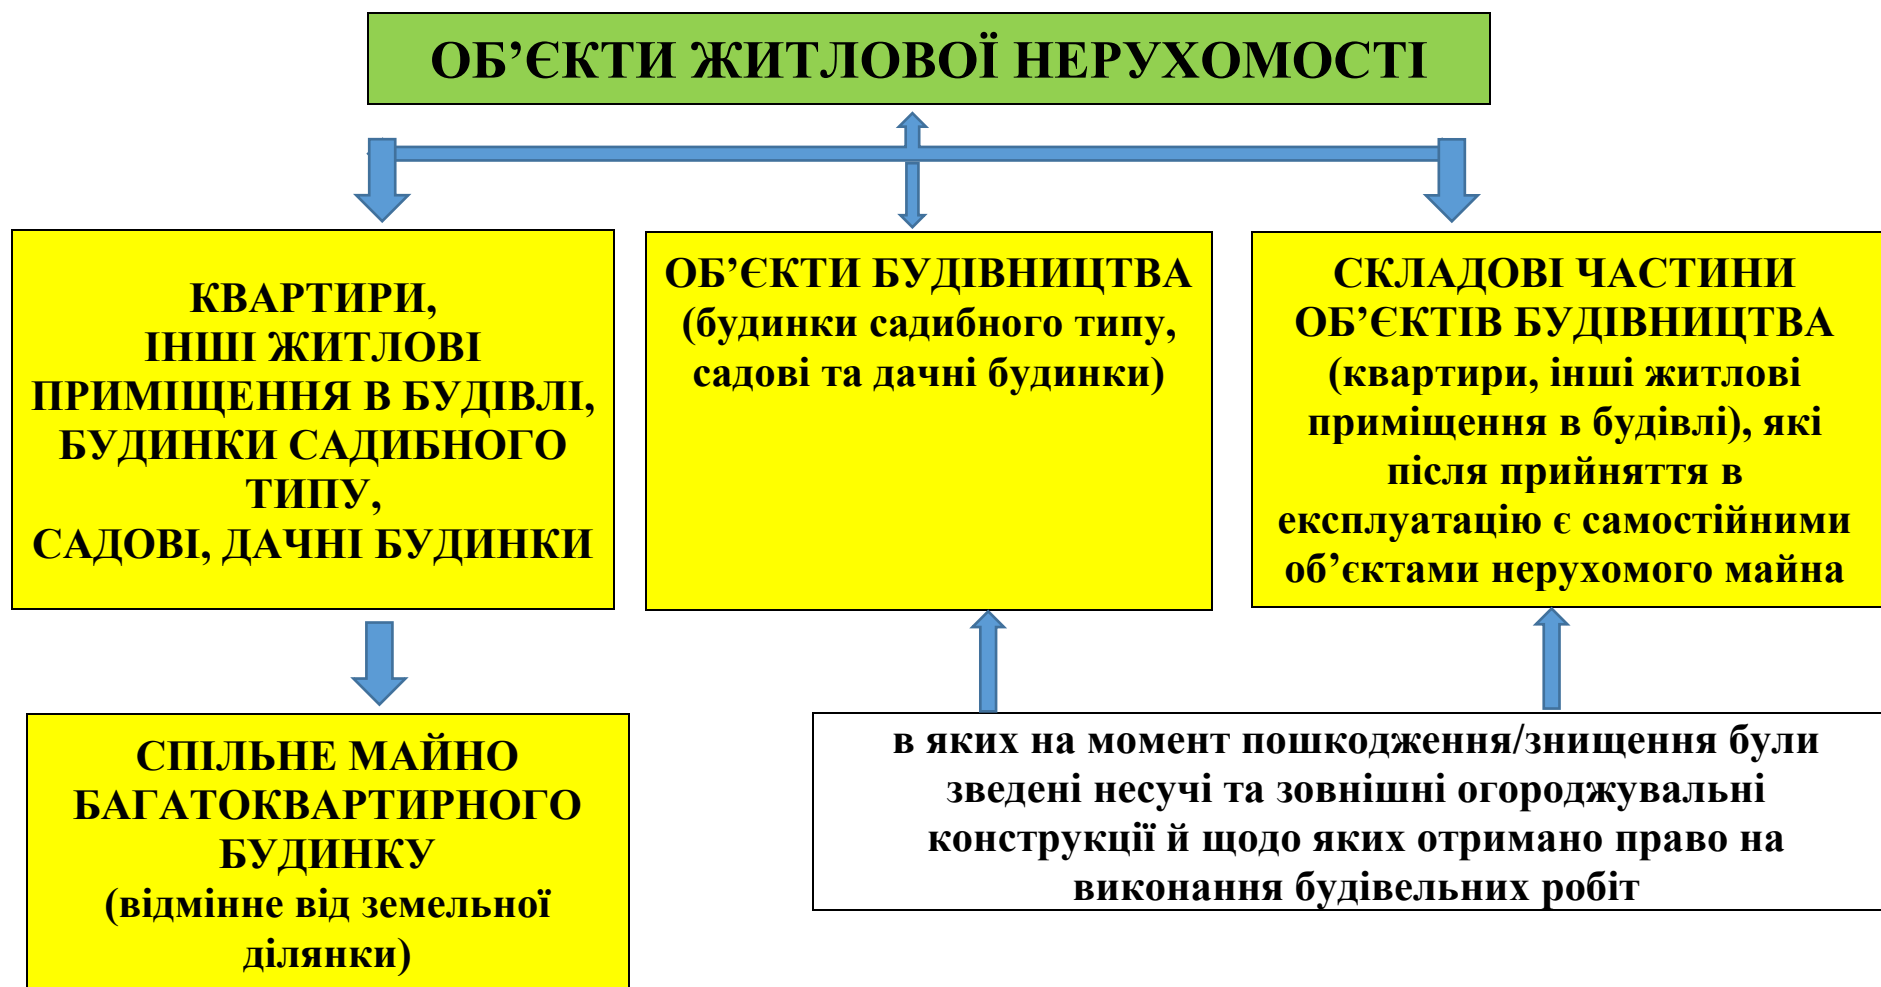 ОБ’ЄКТИ ЖИТЛОВОЇ НЕРУХОМОСТІ
КВАРТИРИ,
ІНШІ ЖИТЛОВІ
ПРИМІЩЕННЯ В БУДІВЛІ,
БУДИНКИ САДИБНОГО
ТИПУ,
САДОВІ, ДАЧНІ БУДИНКИ
ОБ’ЄКТИ БУДІВНИЦТВА
(будинки садибного типу,
садові та дачні будинки)
СКЛАДОВІ ЧАСТИНИ
ОБ’ЄКТІВ БУДІВНИЦТВА
(квартири, інші житлові
приміщення в будівлі), які
після прийняття в
експлуатацію є самостійними
об’єктами нерухомого майна
СПІЛЬНЕ МАЙНО
БАГАТОКВАРТИРНОГО
БУДИНКУ
(відмінне від земельної
ділянки)
в яких на момент пошкодження/знищення були
зведені несучі та зовнішні огороджувальні
конструкції й щодо яких отримано право на
виконання будівельних робіт